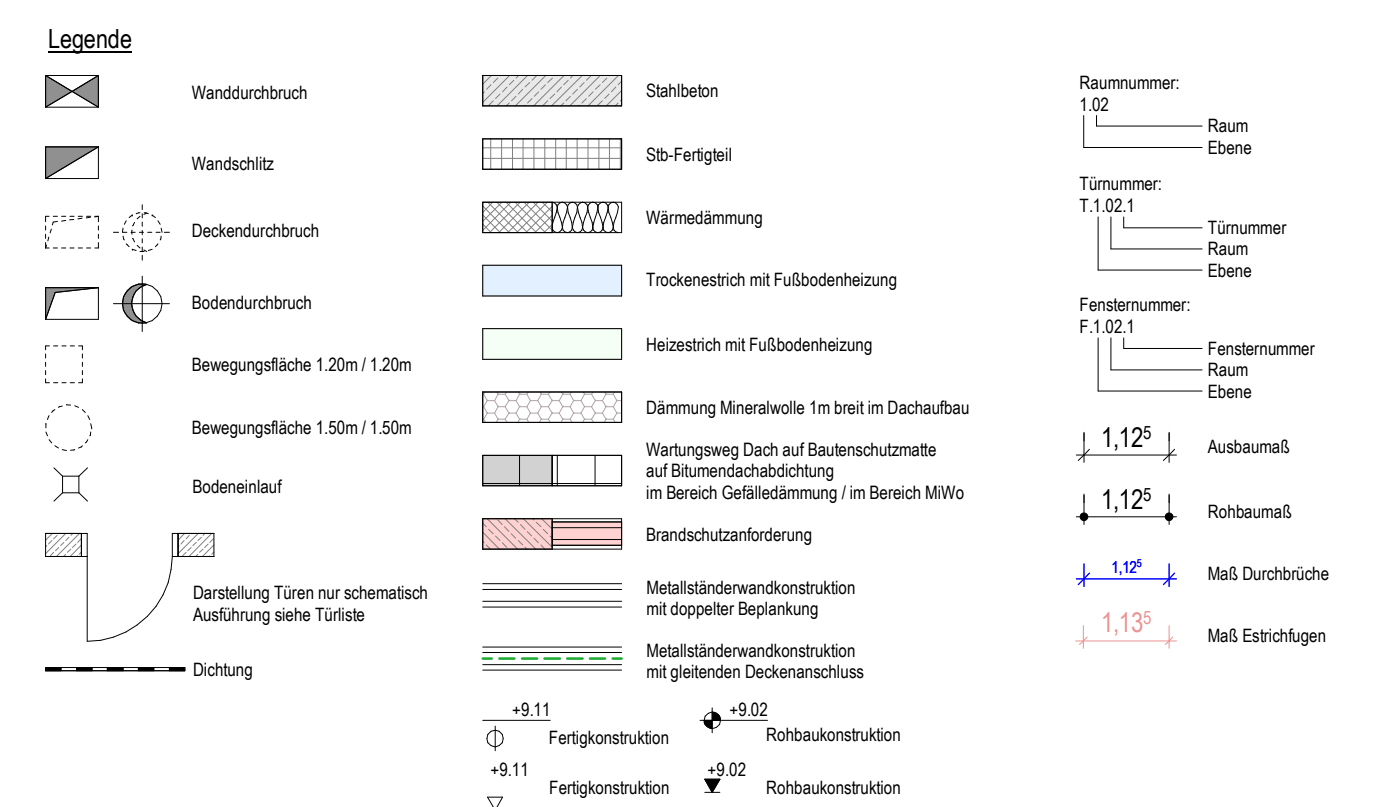 Legende
Wanddurchbruch
Wandschlitz
Deckendurchbruch
Bodendurchbruch
Bewegungsfläche 1.20m / 1.20m
Bewegungsfläche 1.50m / 1.50m
Bodeneinlauf
Darstellung Türen nur schematisch
Ausführung siehe Türliste
Dichtung
Stahlbeton
Stb-Fertigteil
Wärmedämmung
Trockenestrich mit Fußbodenheizung
Heizestrich mit Fußbodenheizung
Dämmung Mineralwolle 1m breit im Dachaufbau
Wartungsweg Dach auf Bautenschutzmatte
auf Bitumendachabdichtung
im Bereich Gefälledämmung / im Bereich MiWo
Brandschutzanforderung
Metallständerwandkonstruktion
mit doppelter Beplankung
Metallständerwandkonstruktion
mit gleitenden Deckenanschluss
+9.11
Fertigkonstruktion
+9.02
Rohbaukonstruktion
+9.11
Fertigkonstruktion
+9.02
Rohbaukonstruktion
Raumnummer:
1.02
Raum
Ebene
Türnummer:
T.1.02.1
Türnummer
Raum
Ebene
Fensternummer:
F.1.02.1
Fensternummer
Raum
Ebene
1,12⁵
Ausbaumaß
1,12⁵
Rohbaumaß
1,12⁵
Maß Durchbrüche
1,13⁵
Maß Estrichfugen